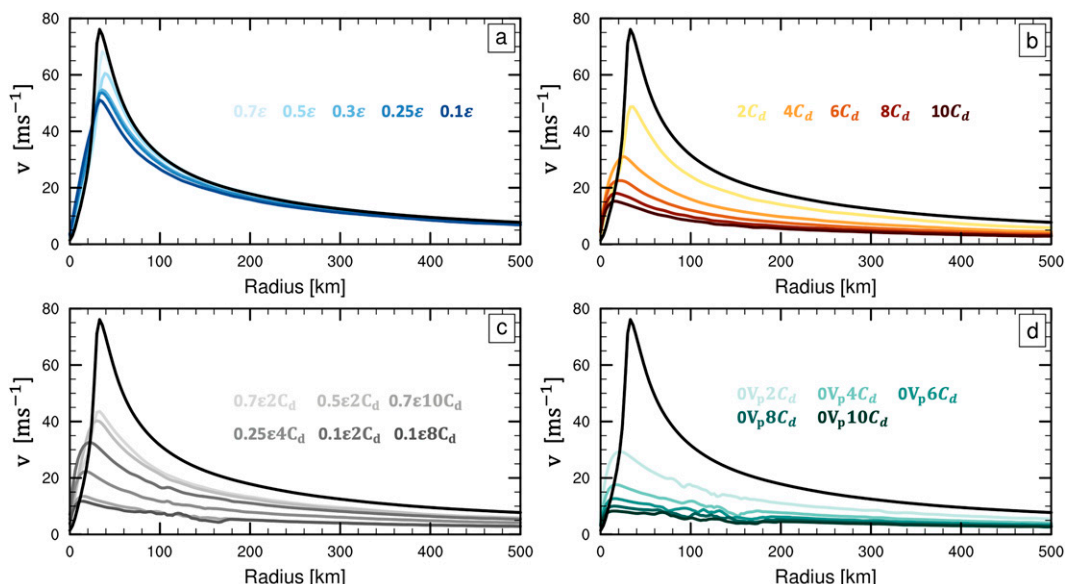 a
v [ms⁻¹]
80
60
40
20
0
0.7ε 0.5ε 0.3ε 0.25ε 0.1ε
0 100 200 300 400 500
Radius [km]
b
v [ms⁻¹]
80
60
40
20
0
2C_d 4C_d 6C_d 8C_d 10C_d
0 100 200 300 400 500
Radius [km]
c
v [ms⁻¹]
80
60
40
20
0
0.7ε2C_d 0.5ε2C_d 0.7ε10C_d
0.25ε4C_d 0.1ε2C_d 0.1ε8C_d
0 100 200 300 400 500
Radius [km]
d
v [ms⁻¹]
80
60
40
20
0
0V_p2C_d 0V_p4C_d 0V_p6C_d
0V_p8C_d 0V_p10C_d
0 100 200 300 400 500
Radius [km]